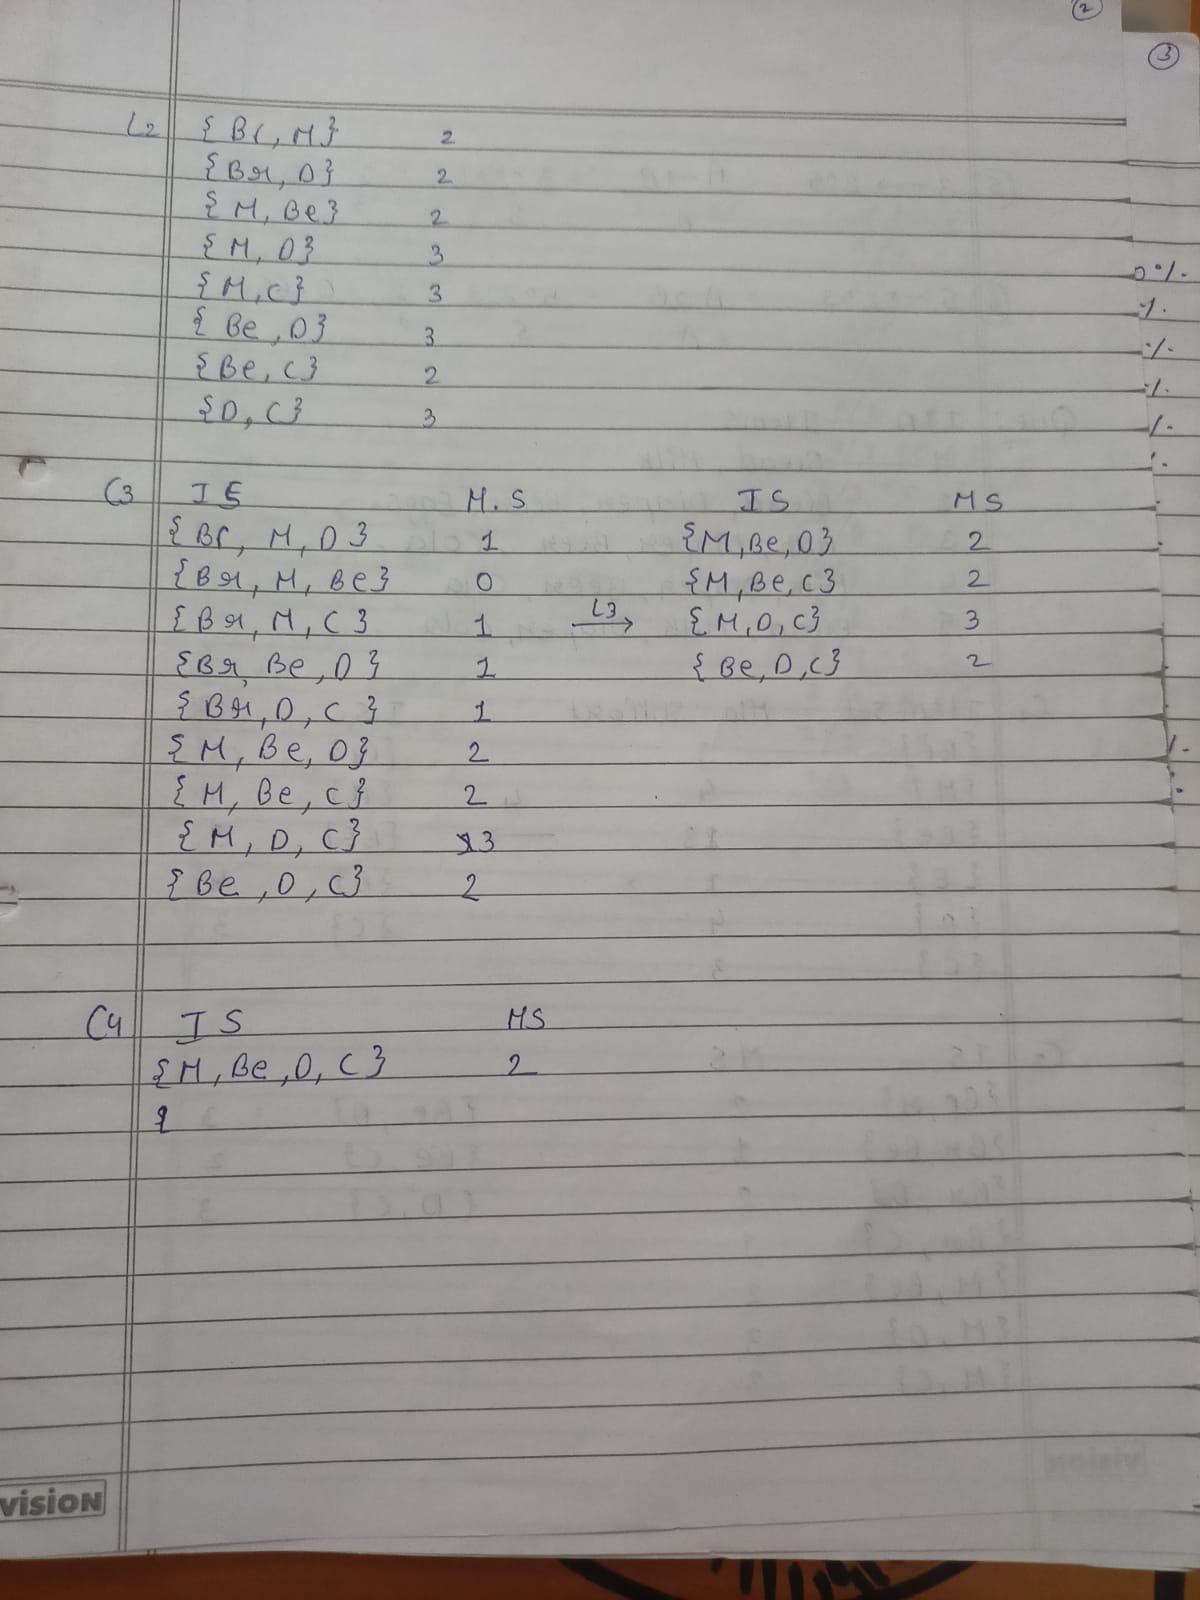 2
3
L2 {Br, M} 2
{Br, D} 2
{M, Be} 2
{M, D} 3
{M, C} 3
{Be, D} 3
{Be, C} 2
{D, C} 3
0%.
C3 IS M.S IS MS
{Br, M, D} 1 {M, Be, D} 2
{Br, M, Be} 0 {M, Be, C} 2
{Br, M, C} 1 L3 → {M, D, C} 3
{Br, Be, D} 1 {Be, D, C} 2
{Br, D, C} 1
{M, Be, D} 2
{M, Be, C} 2
{M, D, C} 3
{Be, D, C} 2
C4 IS MS
{M, Be, D, C} 2
{
vision